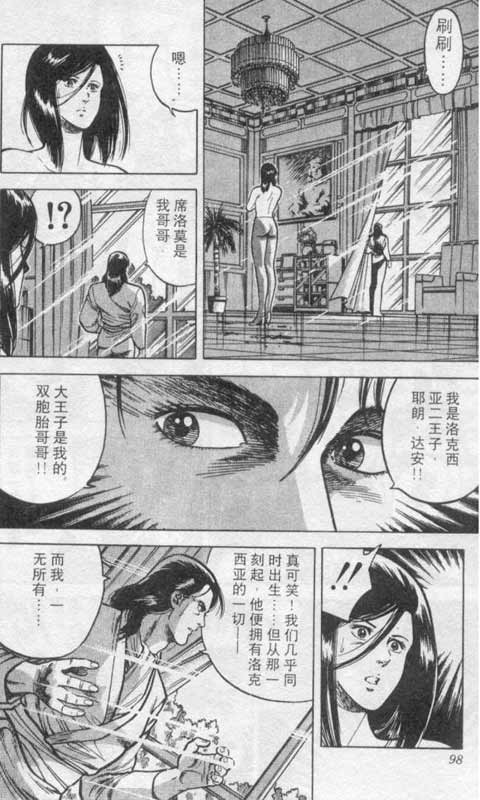 刷刷……
嗯……
席洛莫是
我哥哥．
!?
我是洛克西
亚二王子．
耶朗．达安!!
大王子是我的．
双胞胎哥哥!!
!!
真可笑！我们几乎同
时出生……但从那一
刻起，他便拥有洛克
西亚的一切——
而我，一
无所有……
98